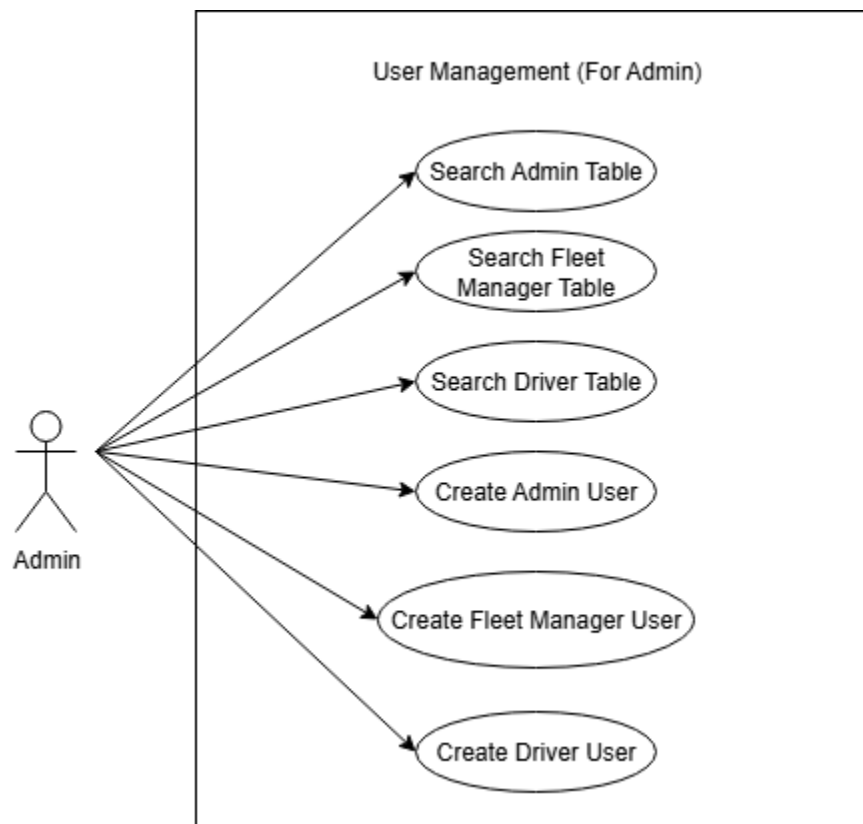 User Management (For Admin)
Search Admin Table
Search Fleet
Manager Table
Search Driver Table
Create Admin User
Admin
Create Fleet Manager User
Create Driver User